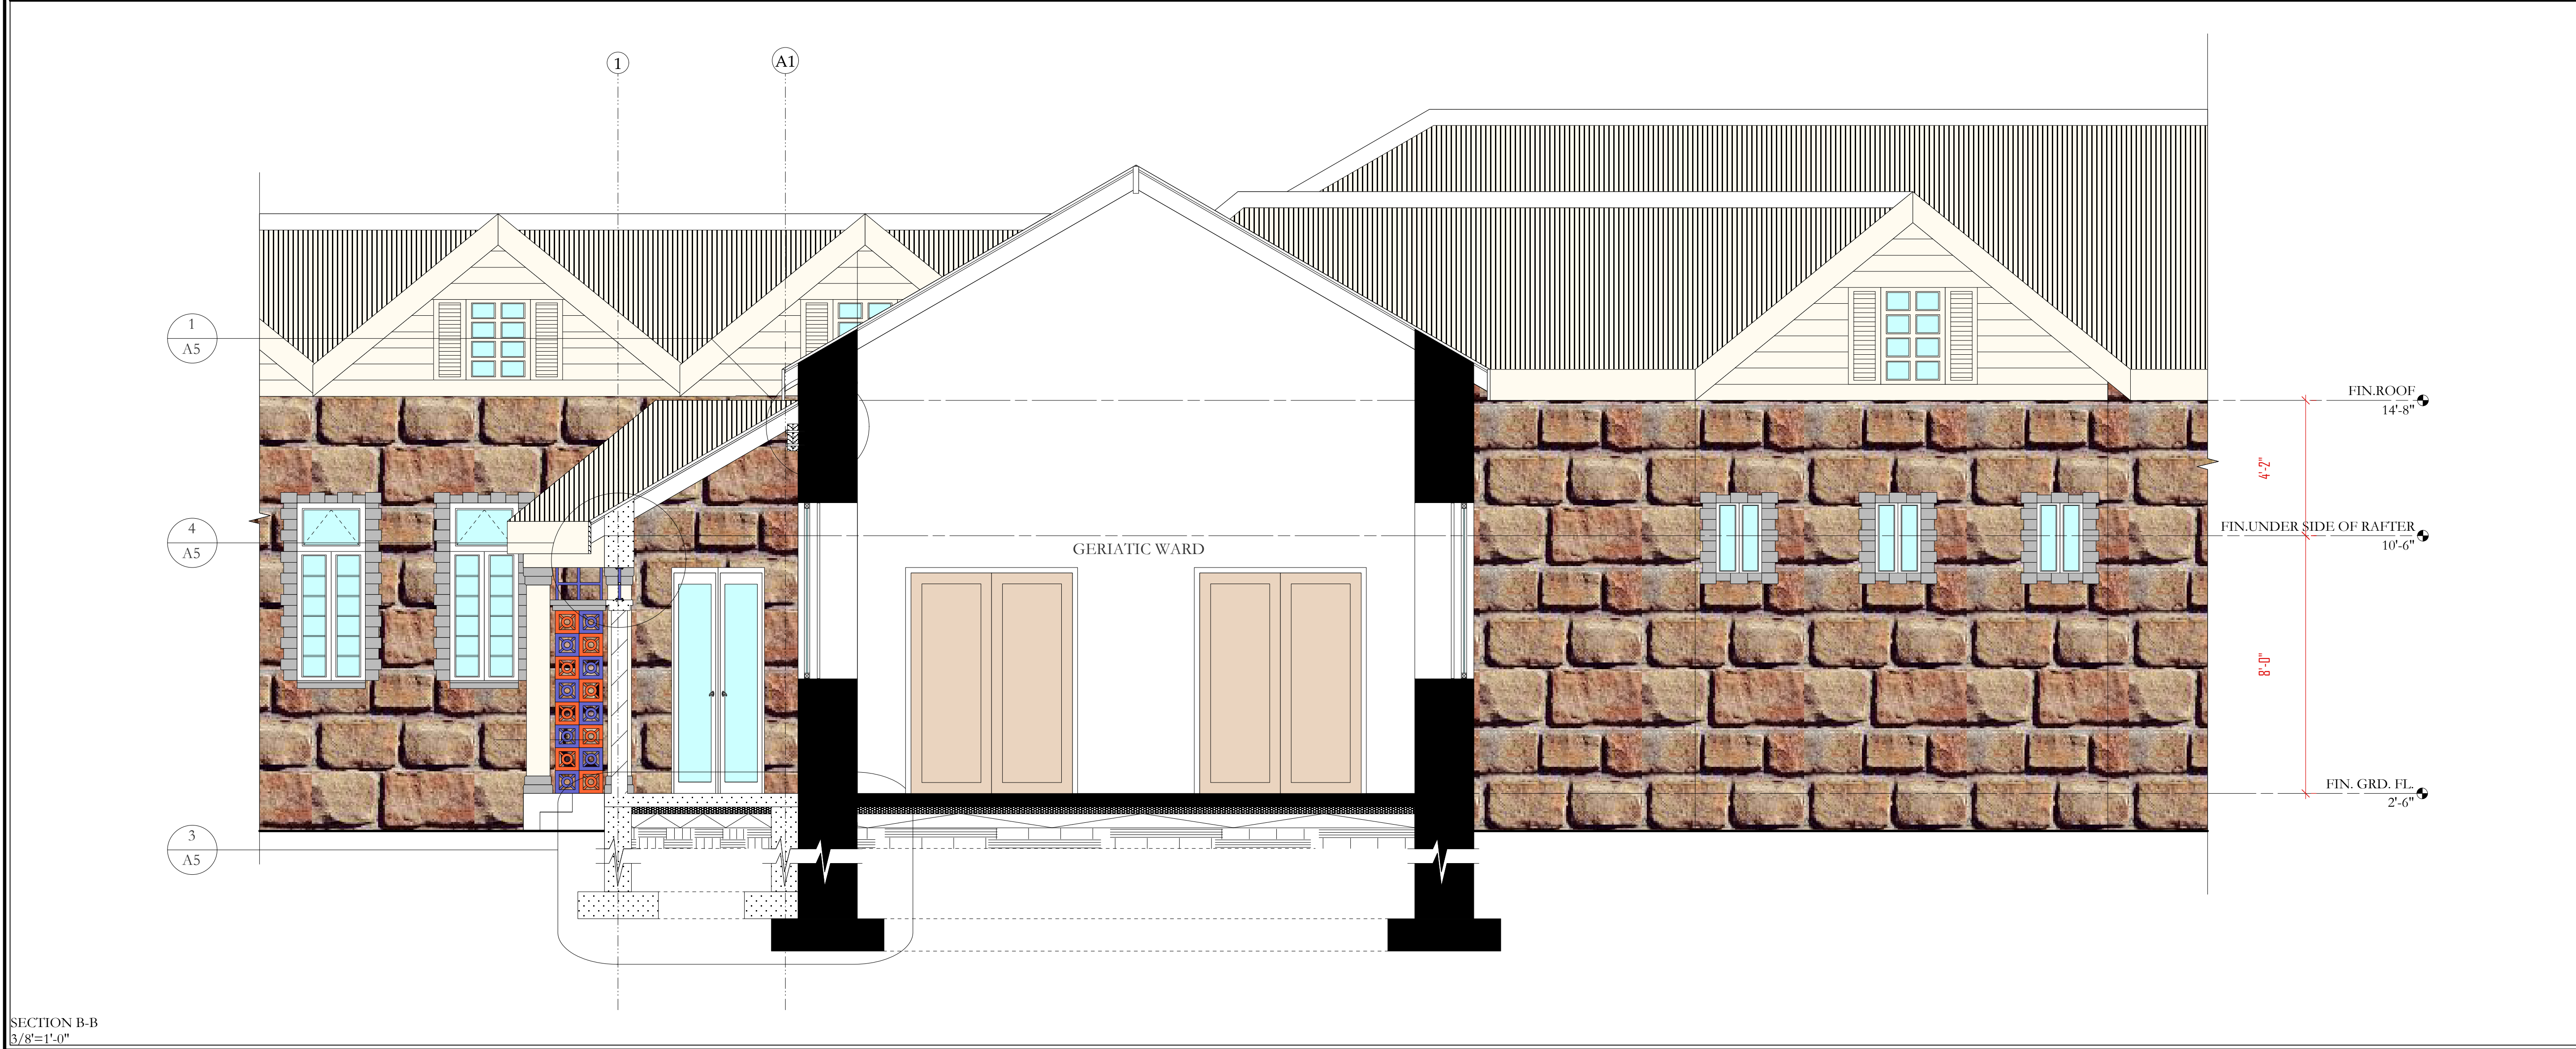 1
A1
1
A5
FIN.ROOF
14'-8"
4'-2"
4
A5
FIN.UNDER SIDE OF RAFTER
10'-6"
GERIATIC WARD
8'-0"
FIN. GRD. FL.
2'-6"
3
A5
SECTION B-B
3/8'=1'-0"